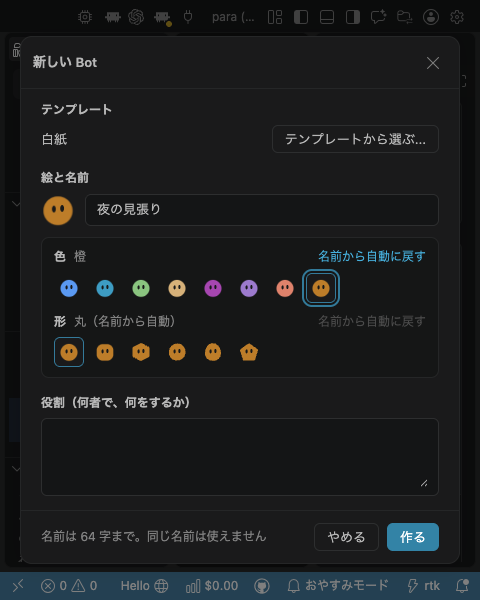 para (...
新しい Bot
テンプレート
白紙
テンプレートから選ぶ...
絵と名前
夜の見張り
色 橙 名前から自動に戻す
形 丸（名前から自動） 名前から自動に戻す
役割（何者で、何をするか）
名前は 64 字まで。同じ名前は使えません
やめる
作る
0 0 Hello $0.00 おやすみモード rtk